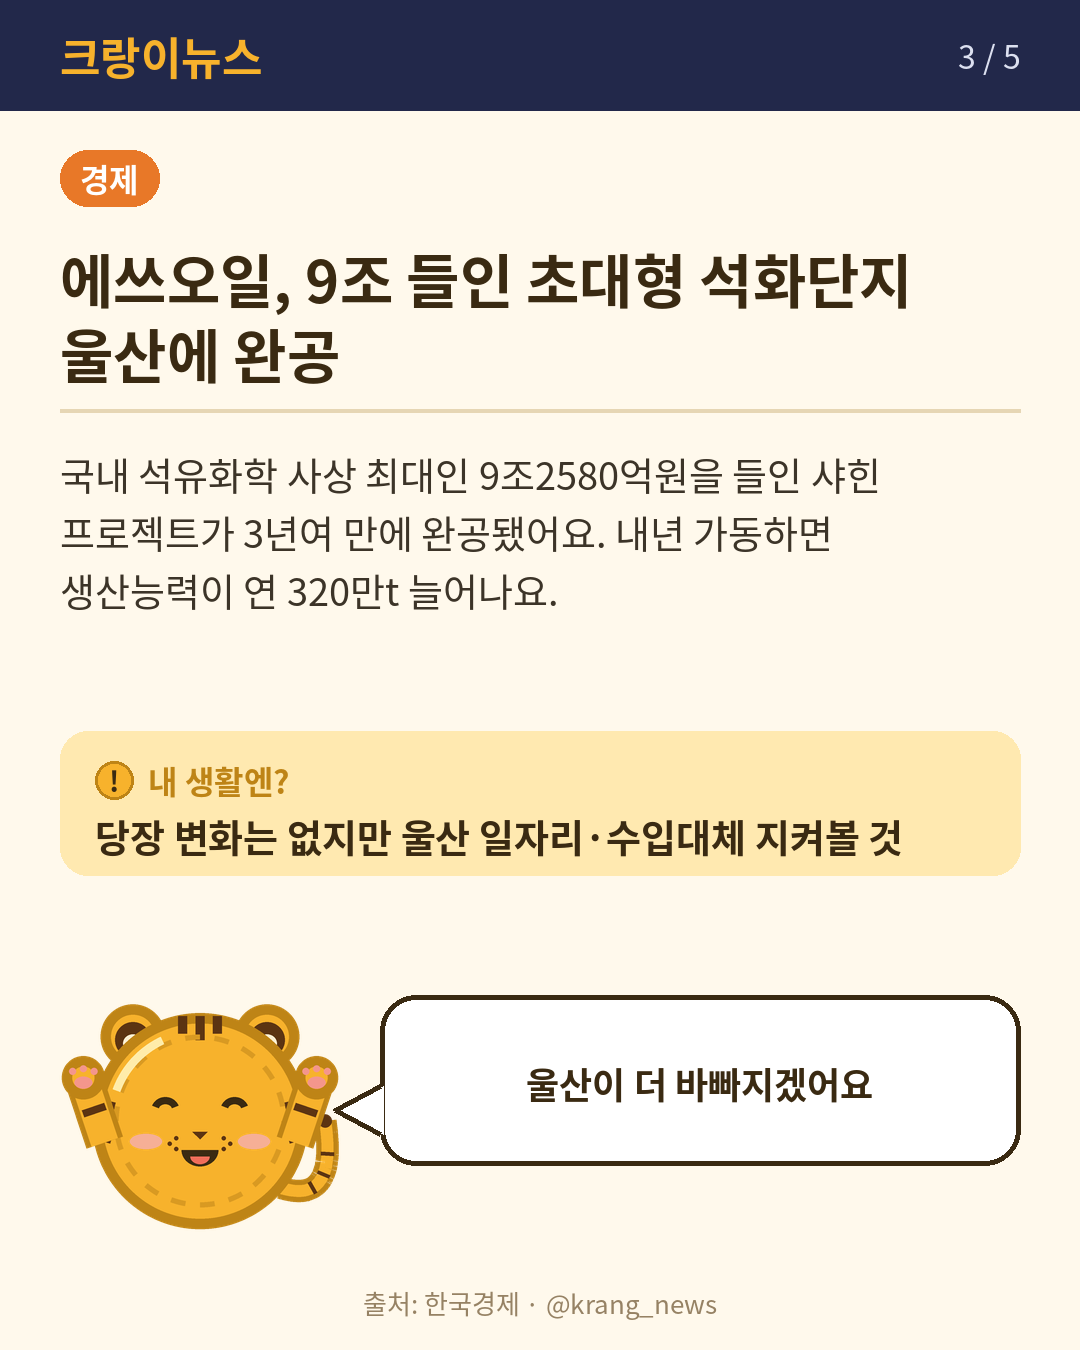 크랑이뉴스
3 / 5
경제
에쓰오일, 9조 들인 초대형 석화단지
울산에 완공
국내 석유화학 사상 최대인 9조2580억원을 들인 샤힌
프로젝트가 3년여 만에 완공됐어요. 내년 가동하면
생산능력이 연 320만t 늘어나요.
! 내 생활엔?
당장 변화는 없지만 울산 일자리·수입대체 지켜볼 것
울산이 더 바빠지겠어요
출처: 한국경제 · @krang_news